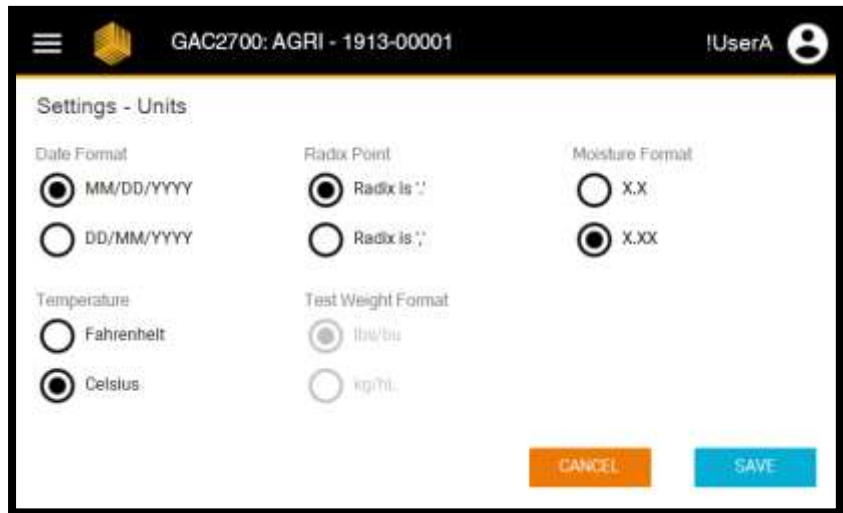 GAC2700: AGRI - 1913-00001 !UserA
Settings - Units
Date Format Radix Point Moisture Format
MM/DD/YYYY Radix is '.' X.X
DD/MM/YYYY Radix is ',' X.XX
Temperature Test Weight Format
Fahrenheit lbs/bu
Celsius kg/hL
CANCEL SAVE